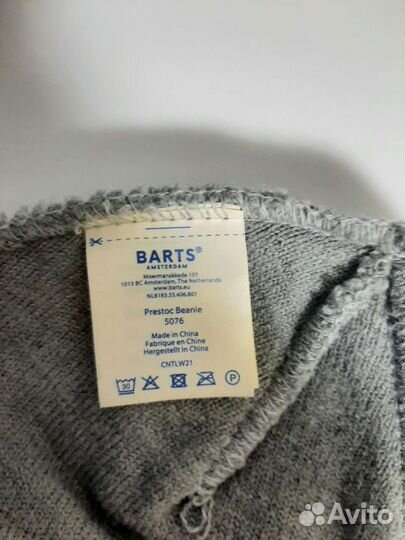 BARTS®
AMSTERDAM
Moermanskkade 101
1013 BC Amsterdam, The Netherlands
www.barts.eu
NL8183.33.406.B01
Prestoc Beanie
5076
Made in China
Fabrique en Chine
Hergestellt in China
CNTLW21
30
P
Avito